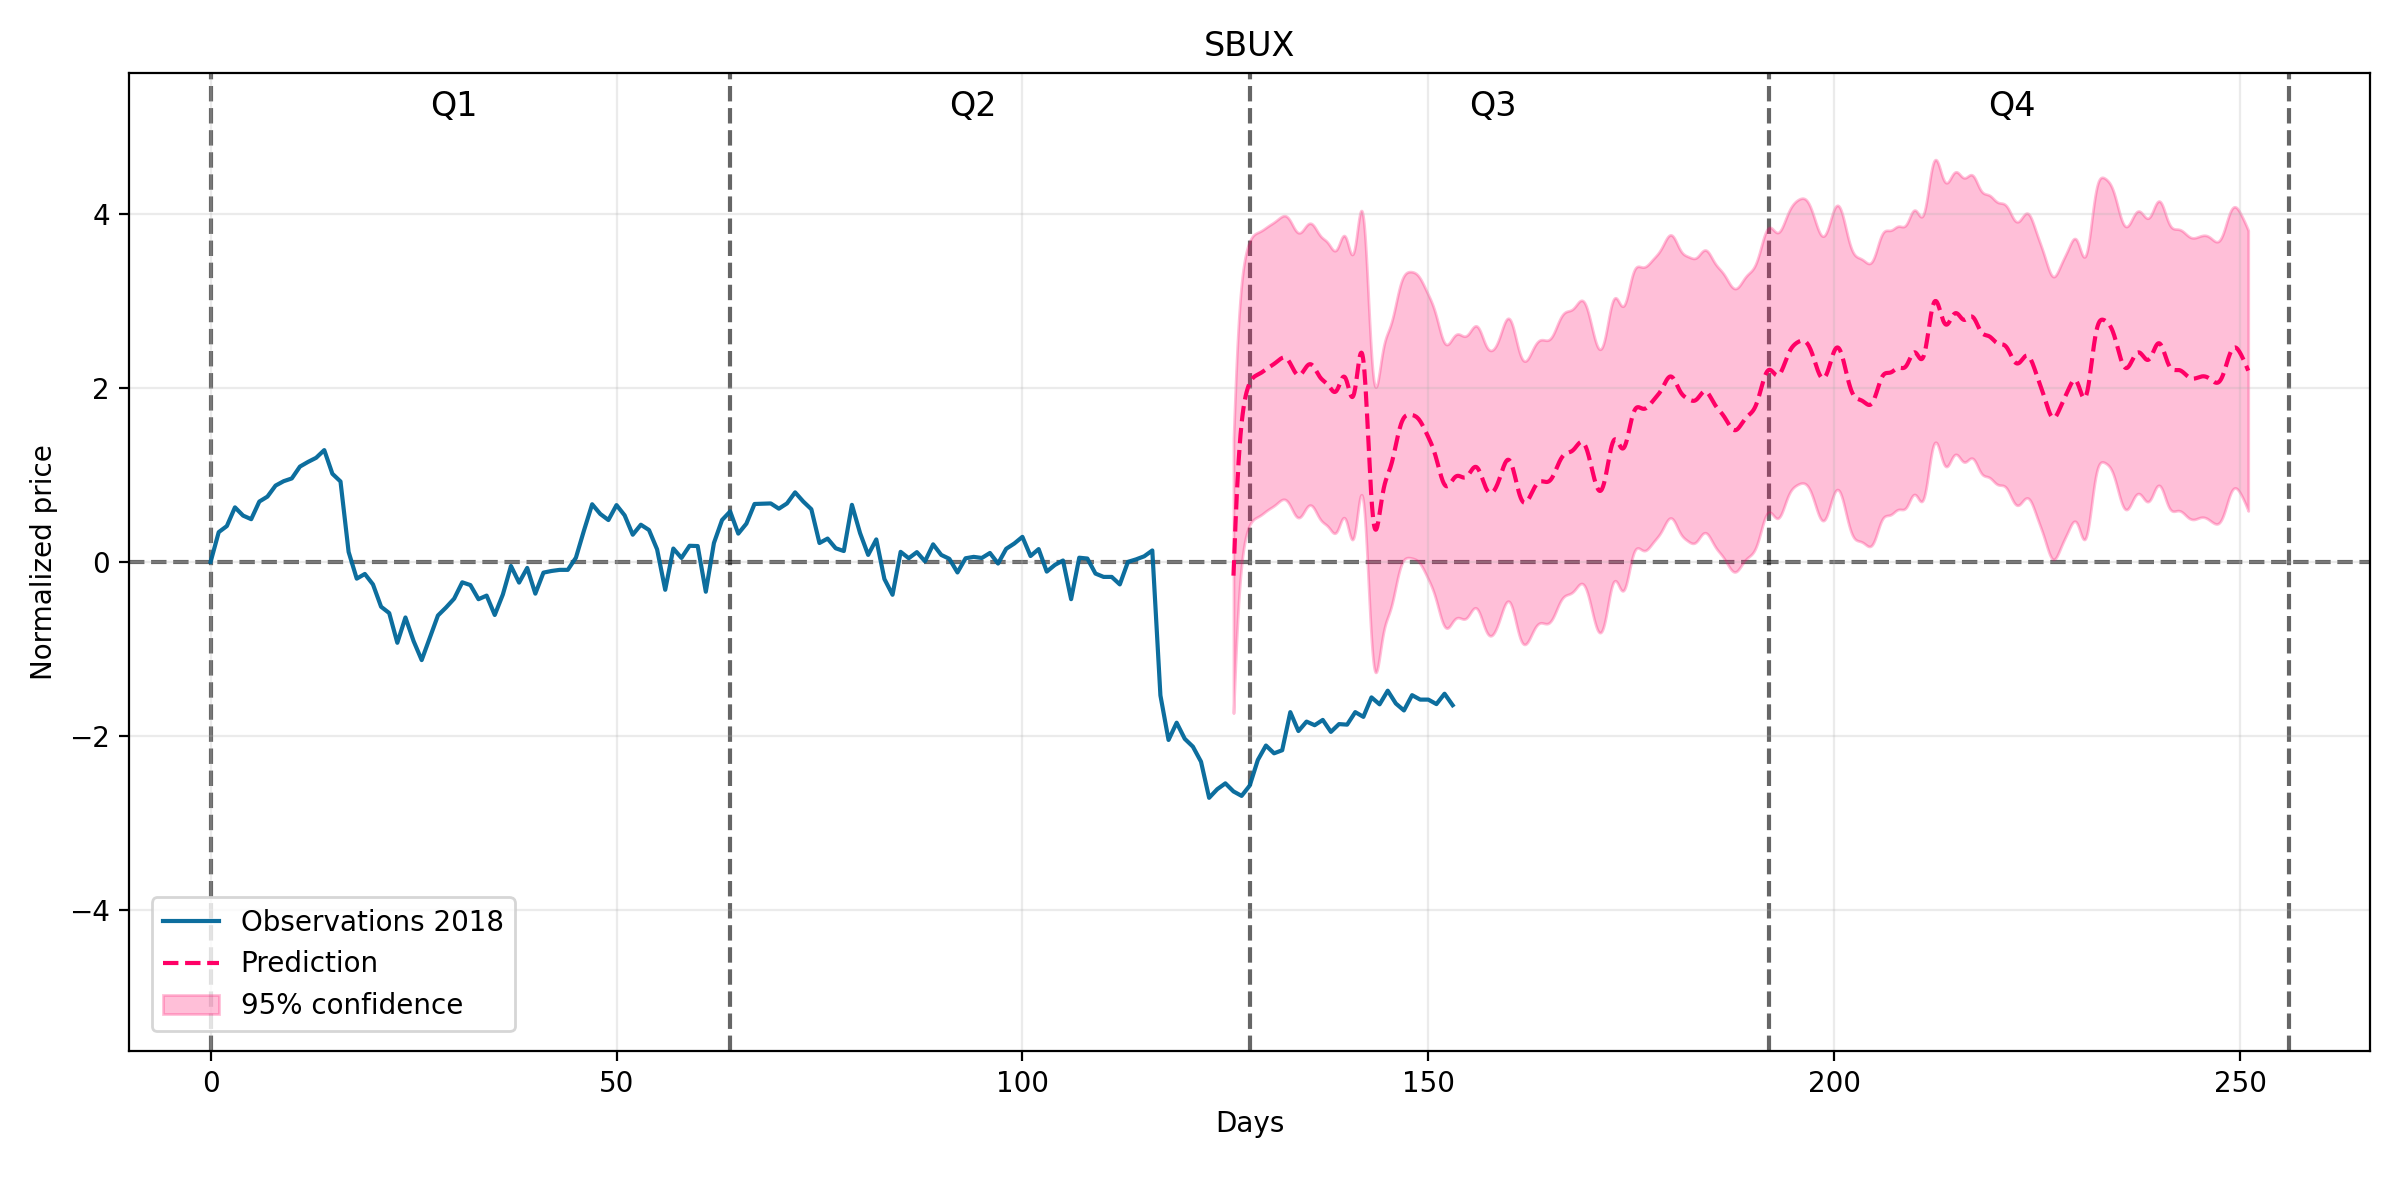 SBUX
Q1 Q2 Q3 Q4
4
2
0
−2
−4
Normalized price
Observations 2018
Prediction
95% confidence
0 50 100 150 200 250
Days